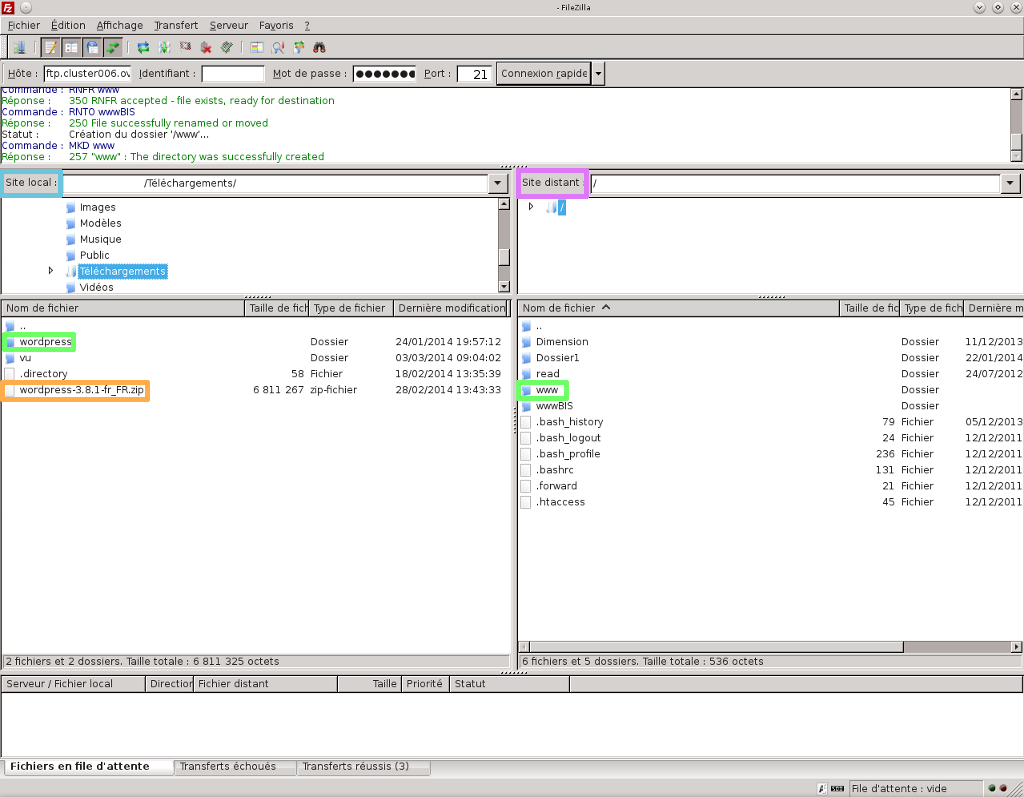 - FileZilla
Fichier Édition Affichage Transfert Serveur Favoris ?
Hôte : ftp.cluster006.ov Identifiant : Mot de passe : ●●●●●●● Port : 21 Connexion rapide
Commande : RNFR www
Réponse : 350 RNFR accepted - file exists, ready for destination
Commande : RNTO wwwBIS
Réponse : 250 File successfully renamed or moved
Statut : Création du dossier '/www'...
Commande : MKD www
Réponse : 257 "www" : The directory was successfully created
Site local : /Téléchargements/
Images
Modèles
Musique
Public
Téléchargements
Vidéos
Nom de fichier Taille de fich Type de fichier Dernière modification
..
wordpress Dossier 24/01/2014 19:57:12
vu Dossier 03/03/2014 09:04:02
.directory 58 Fichier 18/02/2014 13:35:39
wordpress-3.8.1-fr_FR.zip 6 811 267 zip-fichier 28/02/2014 13:43:33
2 fichiers et 2 dossiers. Taille totale : 6 811 325 octets
Site distant : /
/
Nom de fichier Taille de fic Type de fich Dernière m
..
Dimension Dossier 11/12/2013
Dossier1 Dossier 22/01/2014
read Dossier 24/07/2012
www Dossier
wwwBIS Dossier
.bash_history 79 Fichier 05/12/2013
.bash_logout 24 Fichier 12/12/2011
.bash_profile 236 Fichier 12/12/2011
.bashrc 131 Fichier 12/12/2011
.forward 21 Fichier 12/12/2011
.htaccess 45 Fichier 12/12/2011
6 fichiers et 5 dossiers. Taille totale : 536 octets
Serveur / Fichier local Direction Fichier distant Taille Priorité Statut
Fichiers en file d'attente Transferts échoués Transferts réussis (3)
File d'attente : vide